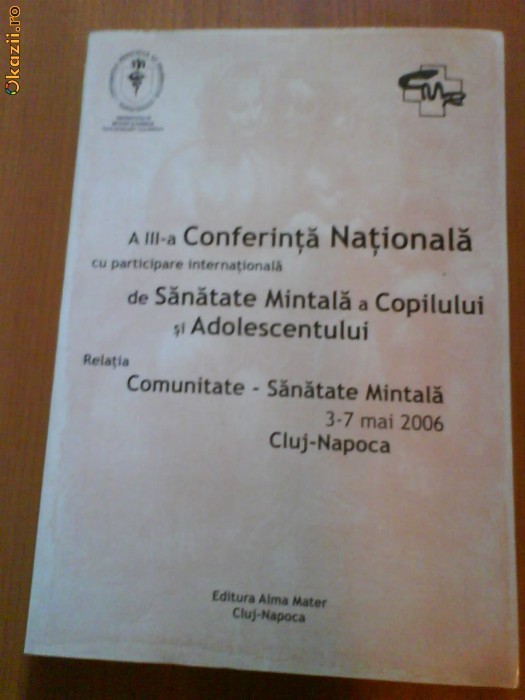 Okazii.ro
CMR
A III-a Conferință Națională
cu participare internațională
de Sănătate Mintală a Copilului
și Adolescentului
Relația
Comunitate - Sănătate Mintală
3-7 mai 2006
Cluj-Napoca
Editura Alma Mater
Cluj-Napoca